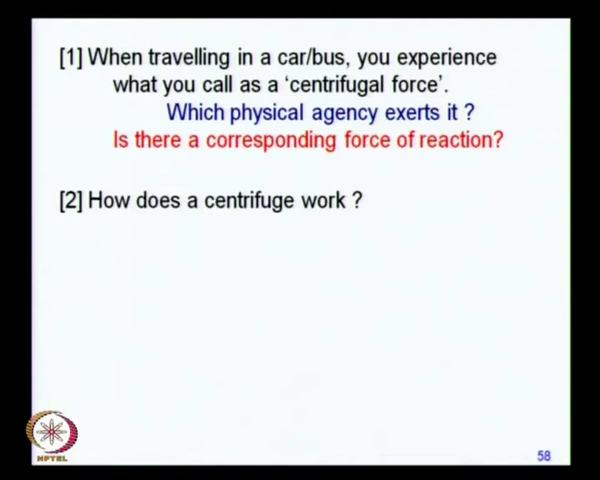 [1] When travelling in a car/bus, you experience
what you call as a ‘centrifugal force’.
Which physical agency exerts it ?
Is there a corresponding force of reaction?
[2] How does a centrifuge work ?
NPTEL
58